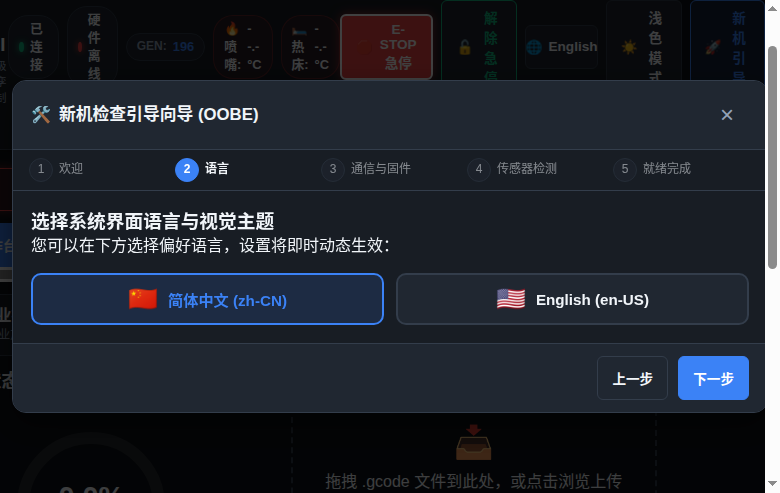 已连接
硬件离线
GEN: 196
🔥 - 喷 -.- 嘴: °C
🛏️ - 热 -.- 床: °C
E-STOP 急停
🔓 解除急停
🌐 English
☀️ 浅色模式
🚀 新机引导
🛠️ 新机检查引导向导 (OOBE)
✕
1 欢迎
2 语言
3 通信与固件
4 传感器检测
5 就绪完成
选择系统界面语言与视觉主题
您可以在下方选择偏好语言，设置将即时动态生效：
🇨🇳 简体中文 (zh-CN)
🇺🇸 English (en-US)
上一步
下一步
拖拽 .gcode 文件到此处，或点击浏览上传